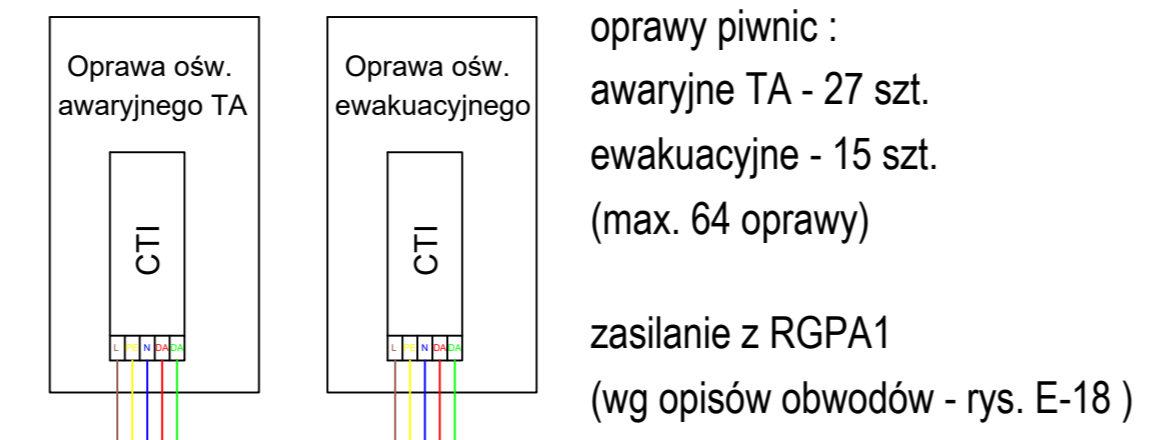 Oprawa ośw.
awaryjnego TA
CTI
L PE N DA DA
Oprawa ośw.
ewakuacyjnego
CTI
L PE N DA DA
oprawy piwnic :
awaryjne TA - 27 szt.
ewakuacyjne - 15 szt.
(max. 64 oprawy)
zasilanie z RGPA1
(wg opisów obwodów - rys. E-18 )